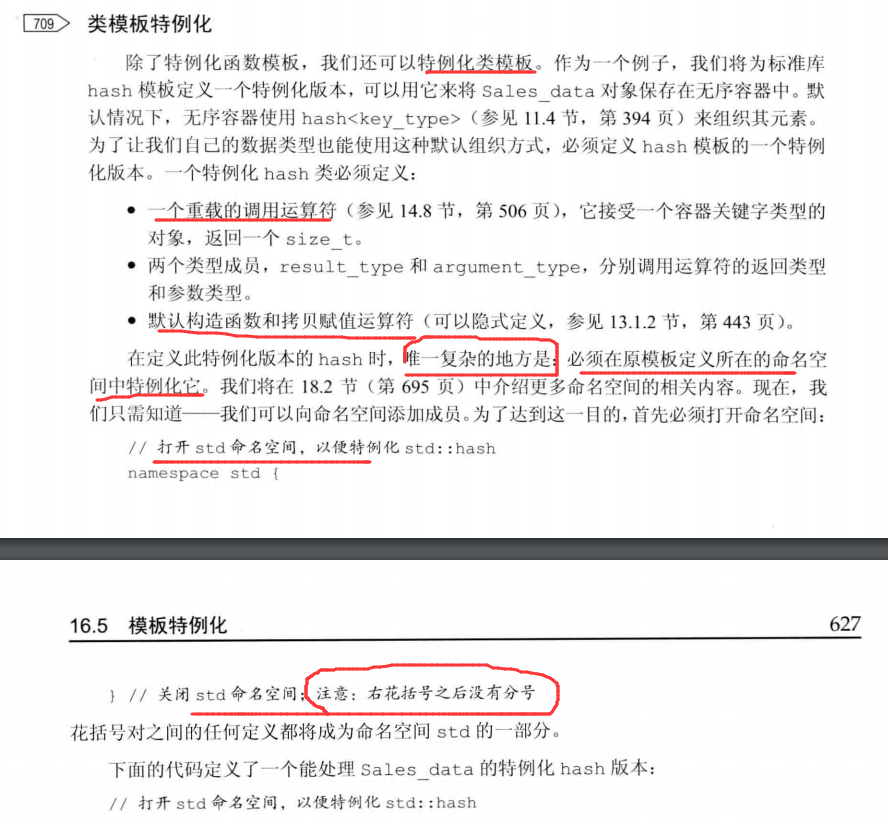 709 类模板特例化
除了特例化函数模板，我们还可以特例化类模板。作为一个例子，我们将为标准库
hash 模板定义一个特例化版本，可以用它来将 Sales_data 对象保存在无序容器中。默
认情况下，无序容器使用 hash<key_type>（参见 11.4 节，第 394 页）来组织其元素。
为了让我们自己的数据类型也能使用这种默认组织方式，必须定义 hash 模板的一个特例
化版本。一个特例化 hash 类必须定义：
• 一个重载的调用运算符（参见 14.8 节，第 506 页），它接受一个容器关键字类型的
对象，返回一个 size_t。
• 两个类型成员，result_type 和 argument_type，分别调用运算符的返回类型
和参数类型。
• 默认构造函数和拷贝赋值运算符（可以隐式定义，参见 13.1.2 节，第 443 页）。
在定义此特例化版本的 hash 时，唯一复杂的地方是：必须在原模板定义所在的命名空
间中特例化它。我们将在 18.2 节（第 695 页）中介绍更多命名空间的相关内容。现在，我
们只需知道——我们可以向命名空间添加成员。为了达到这一目的，首先必须打开命名空间：
// 打开 std 命名空间，以便特例化 std::hash
namespace std {
16.5 模板特例化 627
} // 关闭 std 命名空间；注意：右花括号之后没有分号
花括号对之间的任何定义都将成为命名空间 std 的一部分。
下面的代码定义了一个能处理 Sales_data 的特例化 hash 版本：
// 打开 std 命名空间，以便特例化 std::hash